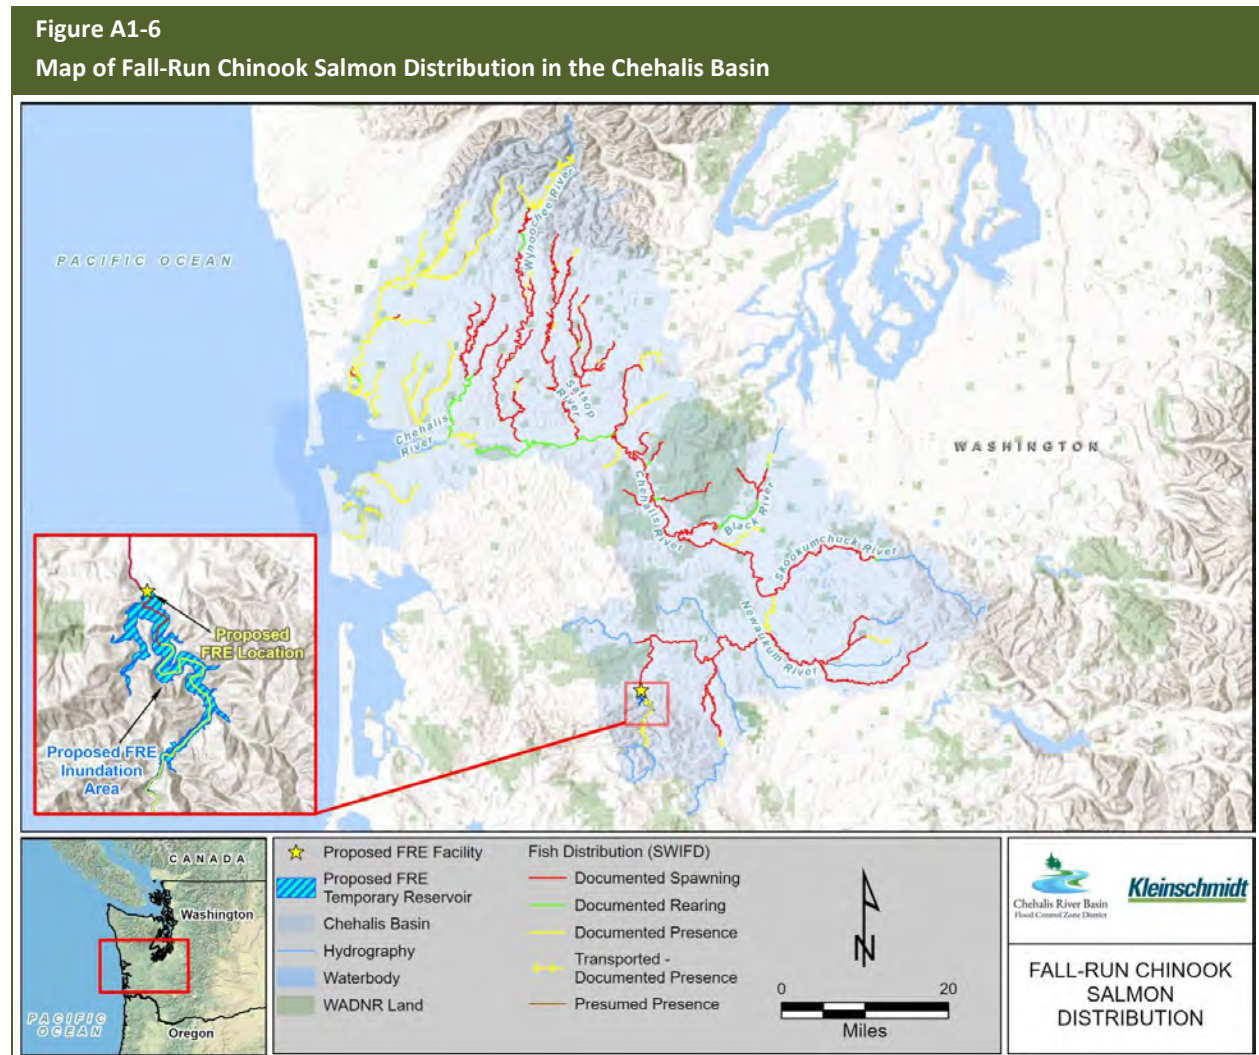 Figure A1-6
Map of Fall-Run Chinook Salmon Distribution in the Chehalis Basin
PACIFIC OCEAN
Wynoochee River
Satsop
River
Chehalis
River
WASHINGTON
Chehalis River
Black River
Skookumchuck River
Newaukum River
Proposed
FRE Location
Proposed FRE
Inundation
Area
CANADA
Washington
PACIFIC
OCEAN
Oregon
Proposed FRE Facility
Proposed FRE
Temporary Reservoir
Chehalis Basin
Hydrography
Waterbody
WADNR Land
Fish Distribution (SWIFD)
Documented Spawning
Documented Rearing
Documented Presence
Transported -
Documented Presence
Presumed Presence
N
0 20
Miles
Chehalis River Basin
Flood Control Zone District
Kleinschmidt
FALL-RUN CHINOOK
SALMON
DISTRIBUTION